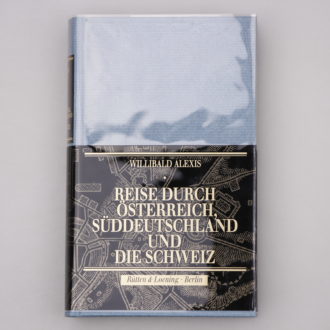 WILLIBALD ALEXIS
REISE DURCH
ÖSTERREICH,
SÜDDEUTSCHLAND
UND
DIE SCHWEIZ
Rütten & Loening · Berlin